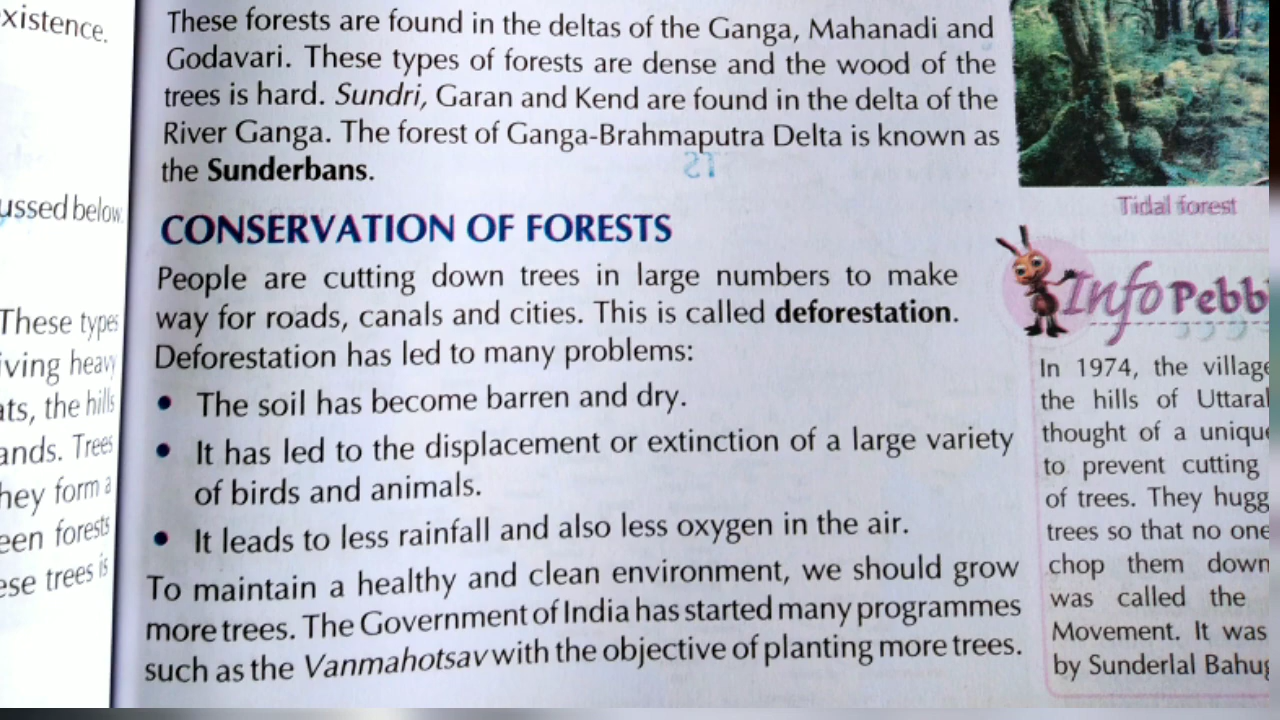 xistence.
ussed below.
These types
iving heavy
ats, the hills
ands. Trees
hey form a
een forests
ese trees is
These forests are found in the deltas of the Ganga, Mahanadi and
Godavari. These types of forests are dense and the wood of the
trees is hard. Sundri, Garan and Kend are found in the delta of the
River Ganga. The forest of Ganga-Brahmaputra Delta is known as
the Sunderbans.
CONSERVATION OF FORESTS
People are cutting down trees in large numbers to make
way for roads, canals and cities. This is called deforestation.
Deforestation has led to many problems:
• The soil has become barren and dry.
• It has led to the displacement or extinction of a large variety
of birds and animals.
• It leads to less rainfall and also less oxygen in the air.
To maintain a healthy and clean environment, we should grow
more trees. The Government of India has started many programmes
such as the Vanmahotsav with the objective of planting more trees.
Tidal forest
Info Pebb
In 1974, the village
the hills of Uttara
thought of a uniqu
to prevent cutting
of trees. They hugg
trees so that no one
chop them down
was called the
Movement. It was
by Sunderlal Bahug